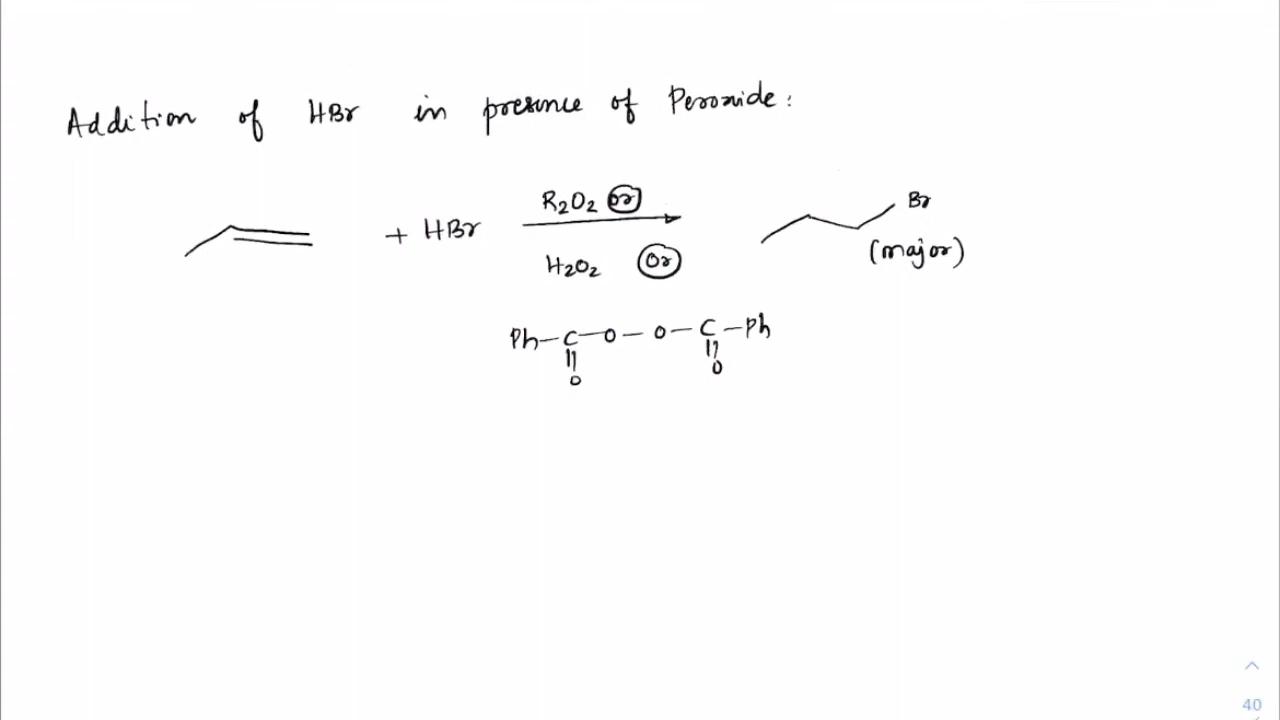 Addition of HBr in presence of Peroxide:
+ HBr
R2O2 or
H2O2 Or
Br
(major)
Ph-C-O-O-C-Ph
O O
40